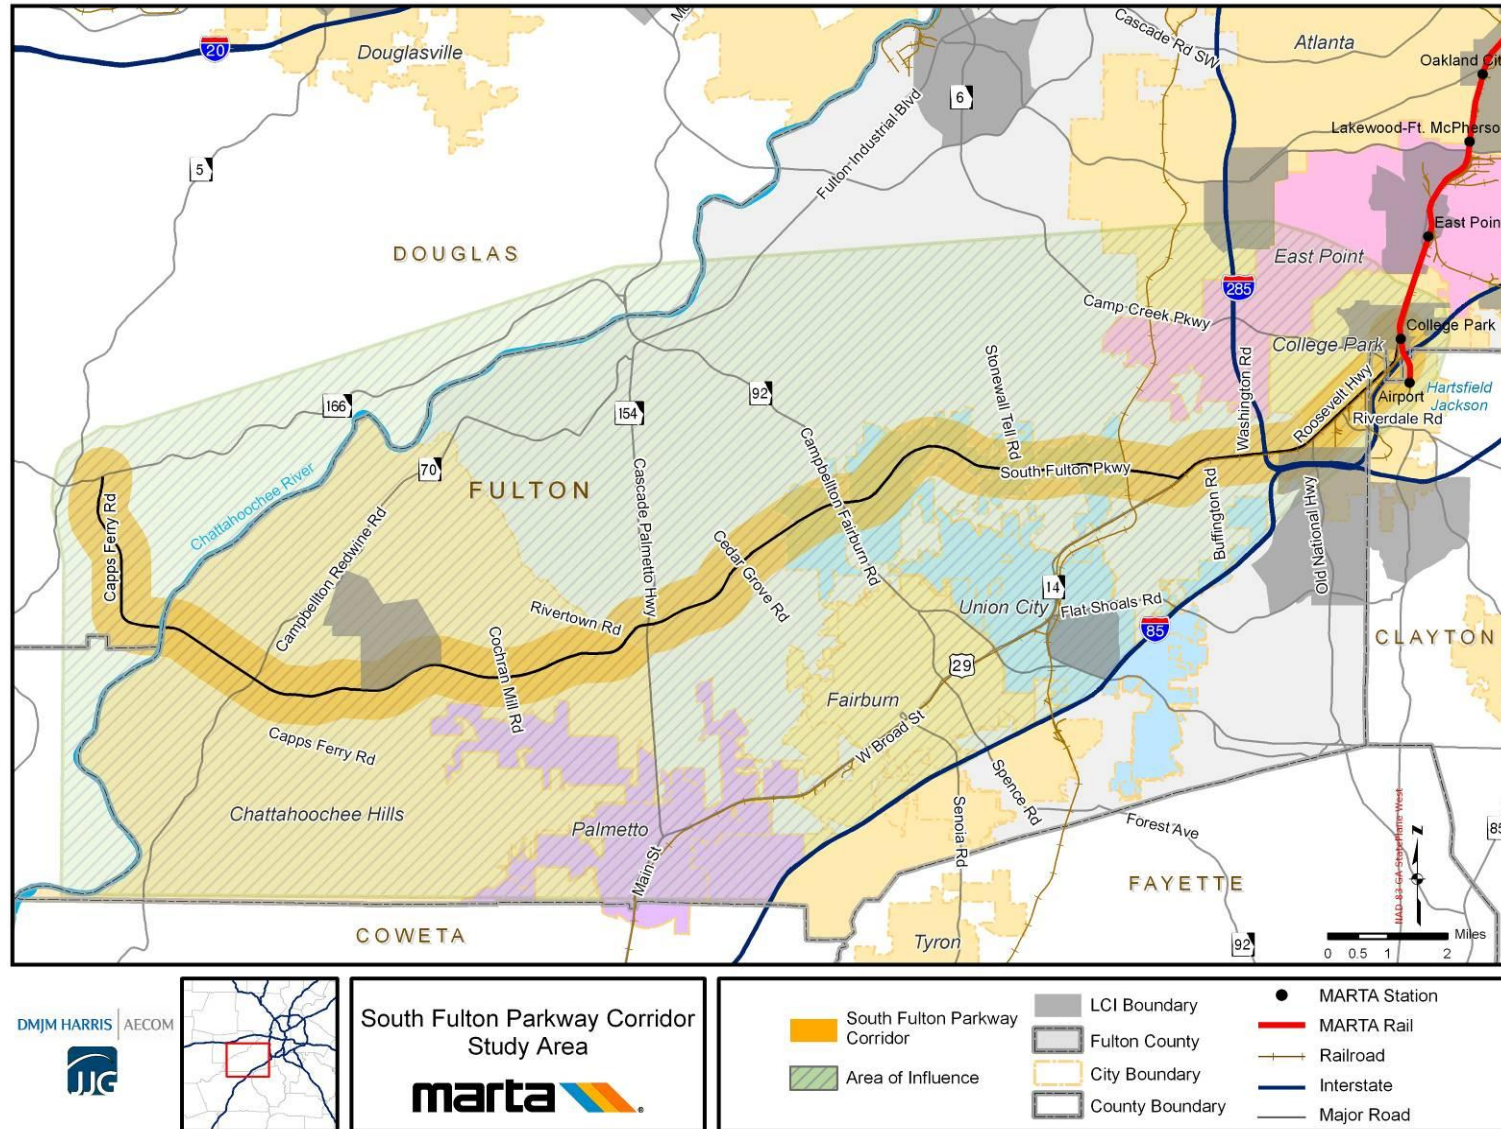 20
Douglasville
Cascade Rd SW
Atlanta
Oakland Cit
6
Lakewood-Ft. McPherso
5
Fulton Industrial Blvd
East Poin
DOUGLAS
East Point
285
Camp Creek Pkwy
College Park
College Park
Stonewall Tell Rd
Washington Rd
Roosevelt Hwy
Airport
Hartsfield
Jackson
Riverdale Rd
166
154
92
Campbellton Fairburn Rd
70
FULTON
South Fulton Pkwy
Chattahoochee River
Capps Ferry Rd
Cascade Palmetto Hwy
Buffington Rd
Old National Hwy
Campbellton Redwine Rd
Cedar Grove Rd
14
Union City
Flat Shoals Rd
Rivertown Rd
85
CLAYTON
Cochran Mill Rd
29
Fairburn
Capps Ferry Rd
W Broad St
Spence Rd
Senoia Rd
Chattahoochee Hills
Palmetto
Main St
Forest Ave
85
FAYETTE
COWETA
Tyron
92
NAD 83 GA StatePlane West
Z
0 0.5 1 2 Miles
DMJM HARRIS | AECOM
JJG
South Fulton Parkway Corridor
Study Area
marta
South Fulton Parkway
Corridor
Area of Influence
LCI Boundary
Fulton County
City Boundary
County Boundary
MARTA Station
MARTA Rail
Railroad
Interstate
Major Road